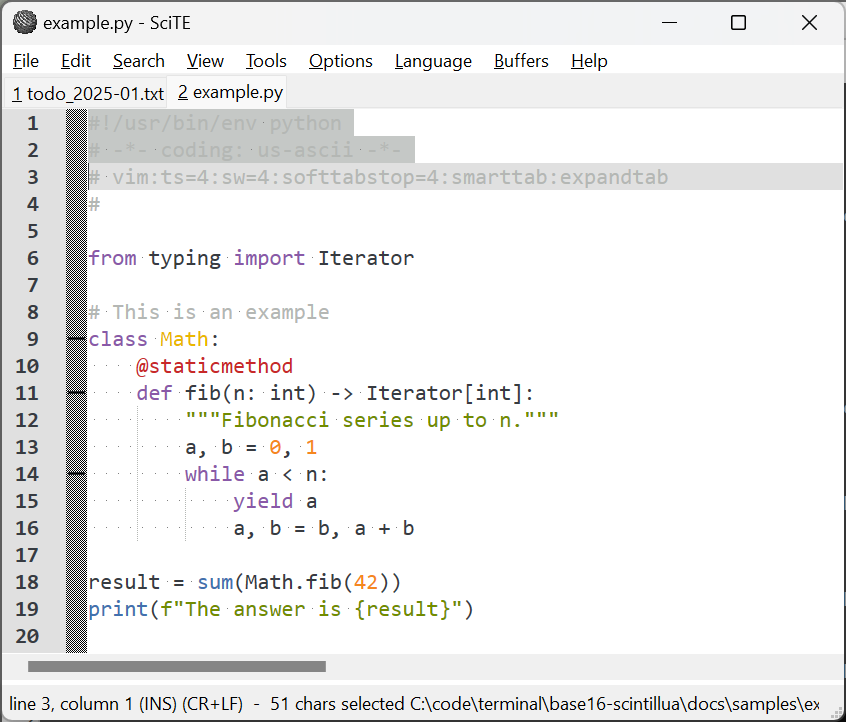 example.py - SciTE
File Edit Search View Tools Options Language Buffers Help
1 todo_2025-01.txt 2 example.py
1 #!/usr/bin/env python
2 # -*- coding: us-ascii -*-
3 # vim:ts=4:sw=4:softtabstop=4:smarttab:expandtab
4 #
5
6 from typing import Iterator
7
8 # This is an example
9 class Math:
10     @staticmethod
11     def fib(n: int) -> Iterator[int]:
12         """Fibonacci series up to n."""
13         a, b = 0, 1
14         while a < n:
15             yield a
16             a, b = b, a + b
17
18 result = sum(Math.fib(42))
19 print(f"The answer is {result}")
20
line 3, column 1 (INS) (CR+LF) - 51 chars selected C:\code\terminal\base16-scintillua\docs\samples\ex